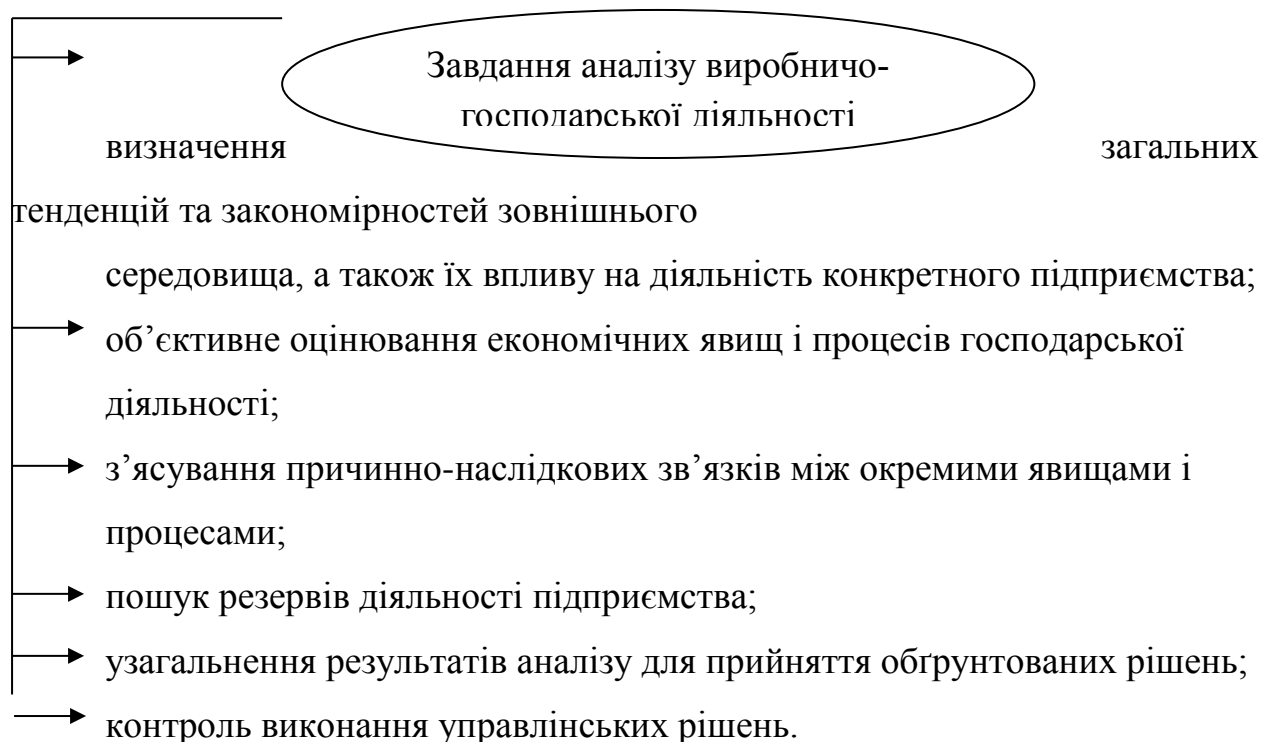 Завдання аналізу виробничо-
господарської діяльності
визначення загальних
тенденцій та закономірностей зовнішнього
середовища, а також їх впливу на діяльність конкретного підприємства;
об’єктивне оцінювання економічних явищ і процесів господарської
діяльності;
з’ясування причинно-наслідкових зв’язків між окремими явищами і
процесами;
пошук резервів діяльності підприємства;
узагальнення результатів аналізу для прийняття обґрунтованих рішень;
контроль виконання управлінських рішень.